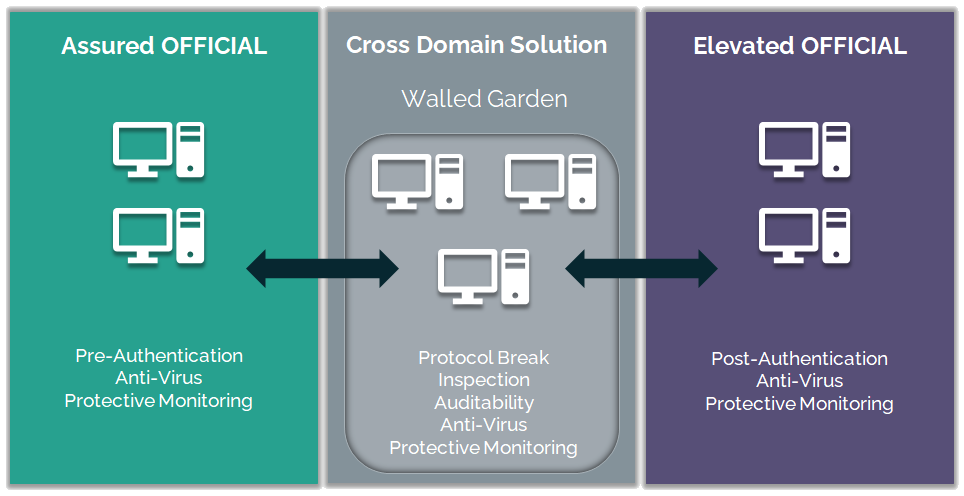 Assured OFFICIAL
Pre-Authentication
Anti-Virus
Protective Monitoring
Cross Domain Solution
Walled Garden
Protocol Break
Inspection
Auditability
Anti-Virus
Protective Monitoring
Elevated OFFICIAL
Post-Authentication
Anti-Virus
Protective Monitoring